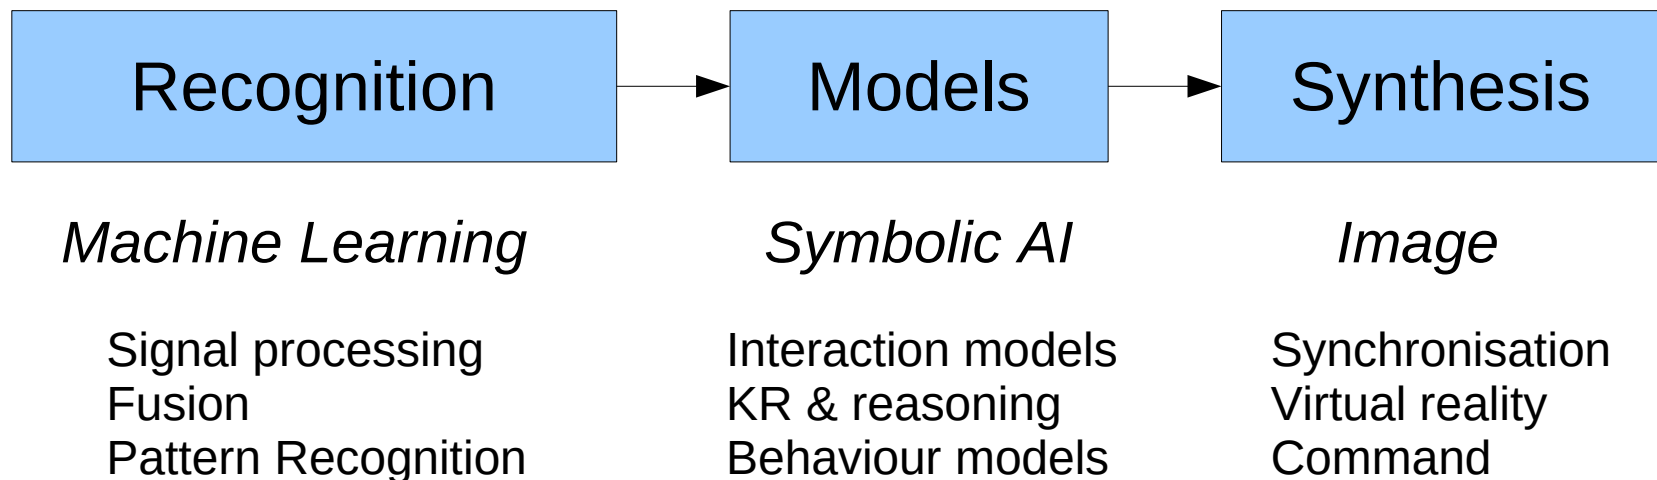 Recognition
Models
Synthesis
Machine Learning
Symbolic AI
Image
Signal processing
Fusion
Pattern Recognition
Interaction models
KR & reasoning
Behaviour models
Synchronisation
Virtual reality
Command